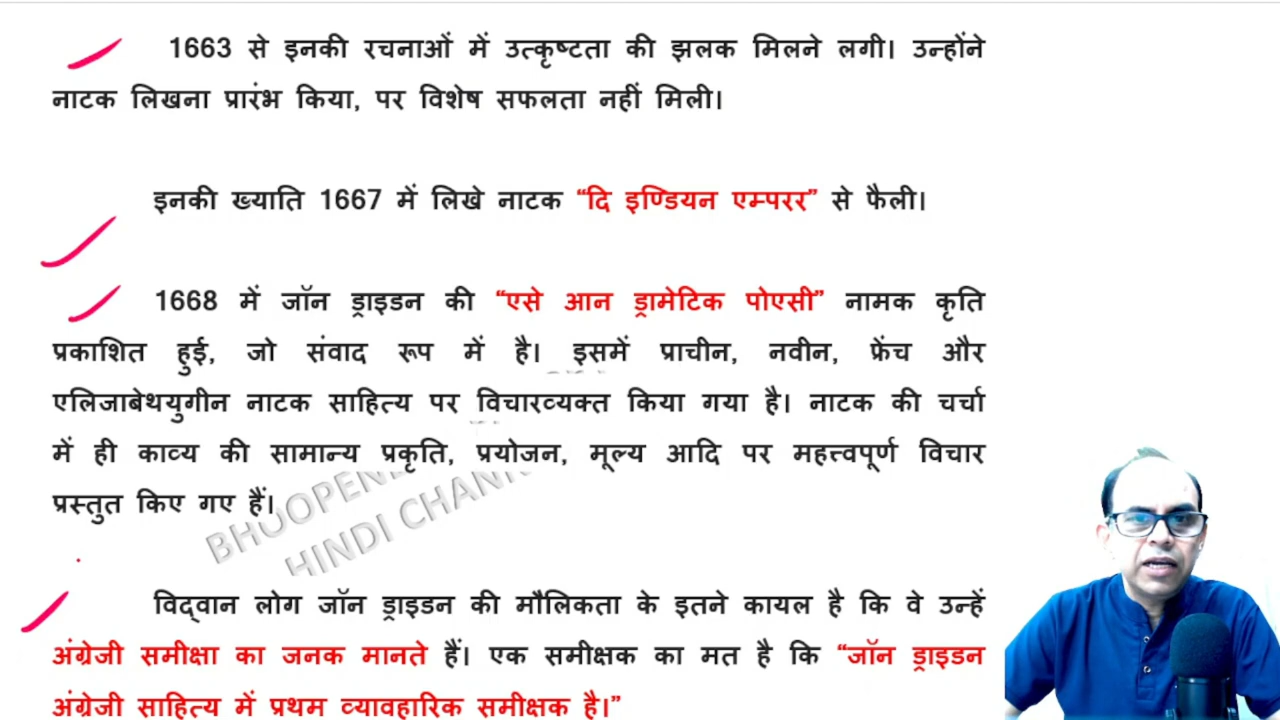 1663 से इनकी रचनाओं में उत्कृष्टता की झलक मिलने लगी। उन्होंने
नाटक लिखना प्रारंभ किया, पर विशेष सफलता नहीं मिली।
इनकी ख्याति 1667 में लिखे नाटक “दि इण्डियन एम्परर” से फैली।
1668 में जॉन ड्राइडन की “एसे आन ड्रामेटिक पोएसी” नामक कृति
प्रकाशित हुई, जो संवाद रूप में है। इसमें प्राचीन, नवीन, फ्रेंच और
एलिजाबेथयुगीन नाटक साहित्य पर विचारव्यक्त किया गया है। नाटक की चर्चा
में ही काव्य की सामान्य प्रकृति, प्रयोजन, मूल्य आदि पर महत्त्वपूर्ण विचार
प्रस्तुत किए गए हैं।
HINDI
विद्वान लोग जॉन ड्राइडन की मौलिकता के इतने कायल है कि वे उन्हें
अंग्रेजी समीक्षा का जनक मानते हैं। एक समीक्षक का मत है कि “जॉन ड्राइडन
अंग्रेजी साहित्य में प्रथम व्यावहारिक समीक्षक है।”